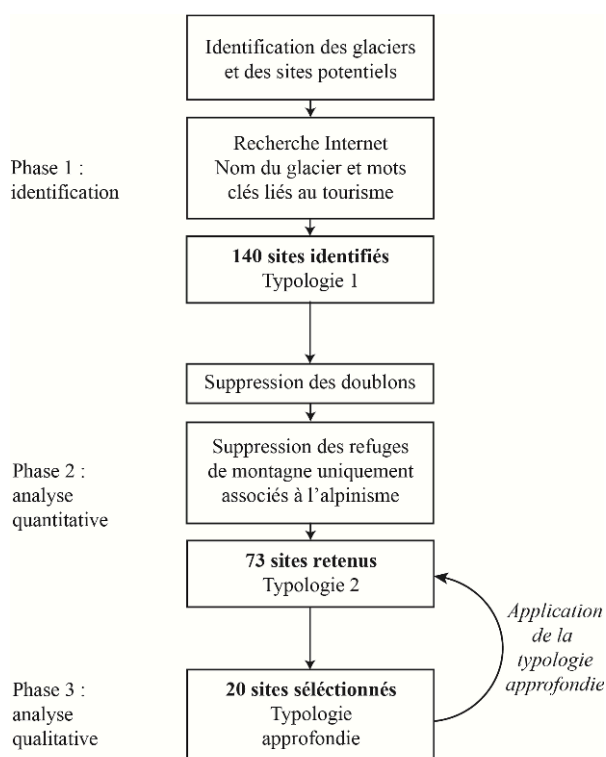 Identification des glaciers
et des sites potentiels
Phase 1 :
identification
Recherche Internet
Nom du glacier et mots
clés liés au tourisme
140 sites identifiés
Typologie 1
Suppression des doublons
Phase 2 :
analyse
quantitative
Suppression des refuges
de montagne uniquement
associés à l'alpinisme
73 sites retenus
Typologie 2
Application
de la
typologie
approfondie
Phase 3 :
analyse
qualitative
20 sites séléctionnés
Typologie
approfondie